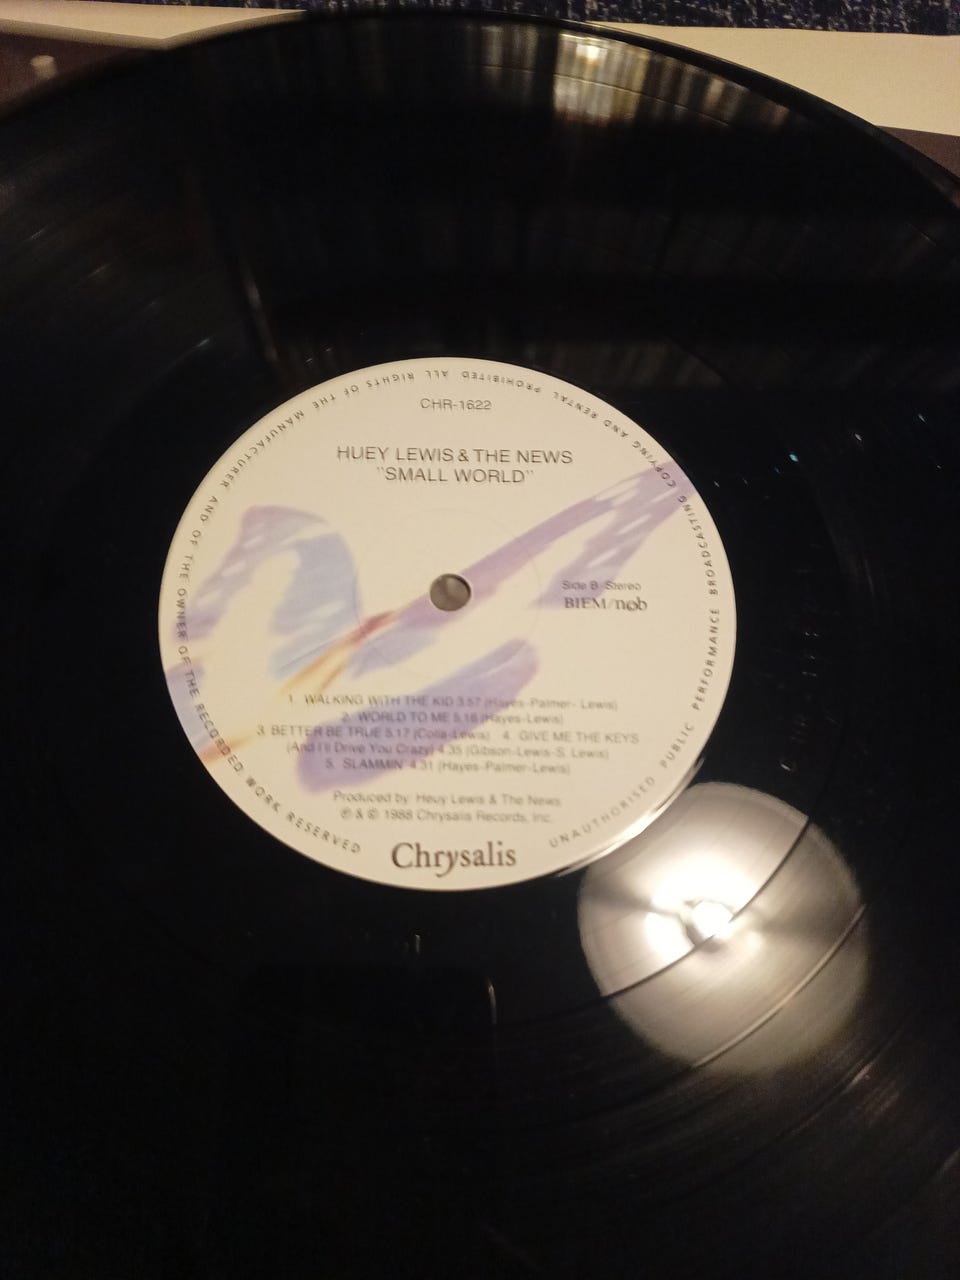 CHR-1622
HUEY LEWIS & THE NEWS
"SMALL WORLD"
Side B Stereo
BIEM/nɔb
1. WALKING WITH THE KID 3.57 (Hayes-Palmer- Lewis)
2. WORLD TO ME 5.16 (Hayes-Lewis)
3. BETTER BE TRUE 5.17 (Colla-Lewis) 4. GIVE ME THE KEYS
(And I'll Drive You Crazy) 4.35 (Gibson-Lewis-S. Lewis)
5. SLAMMIN' 4.31 (Hayes-Palmer-Lewis)
Produced by: Heuy Lewis & The News
℗ & © 1988 Chrysalis Records, Inc.
Chrysalis
ALL RIGHTS OF THE MANUFACTURER AND OF THE OWNER OF THE RECORDED WORK RESERVED
UNAUTHORISED PUBLIC PERFORMANCE BROADCASTING COPYING AND RENTAL PROHIBITED